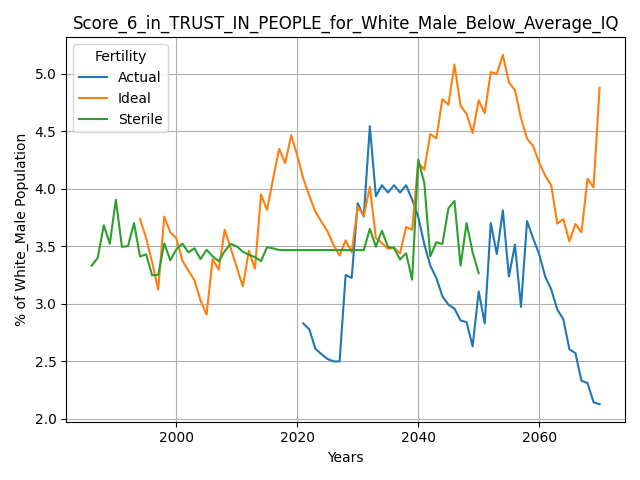 Score_6_in_TRUST_IN_PEOPLE_for_White_Male_Below_Average_IQ
Fertility
Actual
Ideal
Sterile
% of White_Male Population
5.0
4.5
4.0
3.5
3.0
2.5
2.0
2000
2020
2040
2060
Years